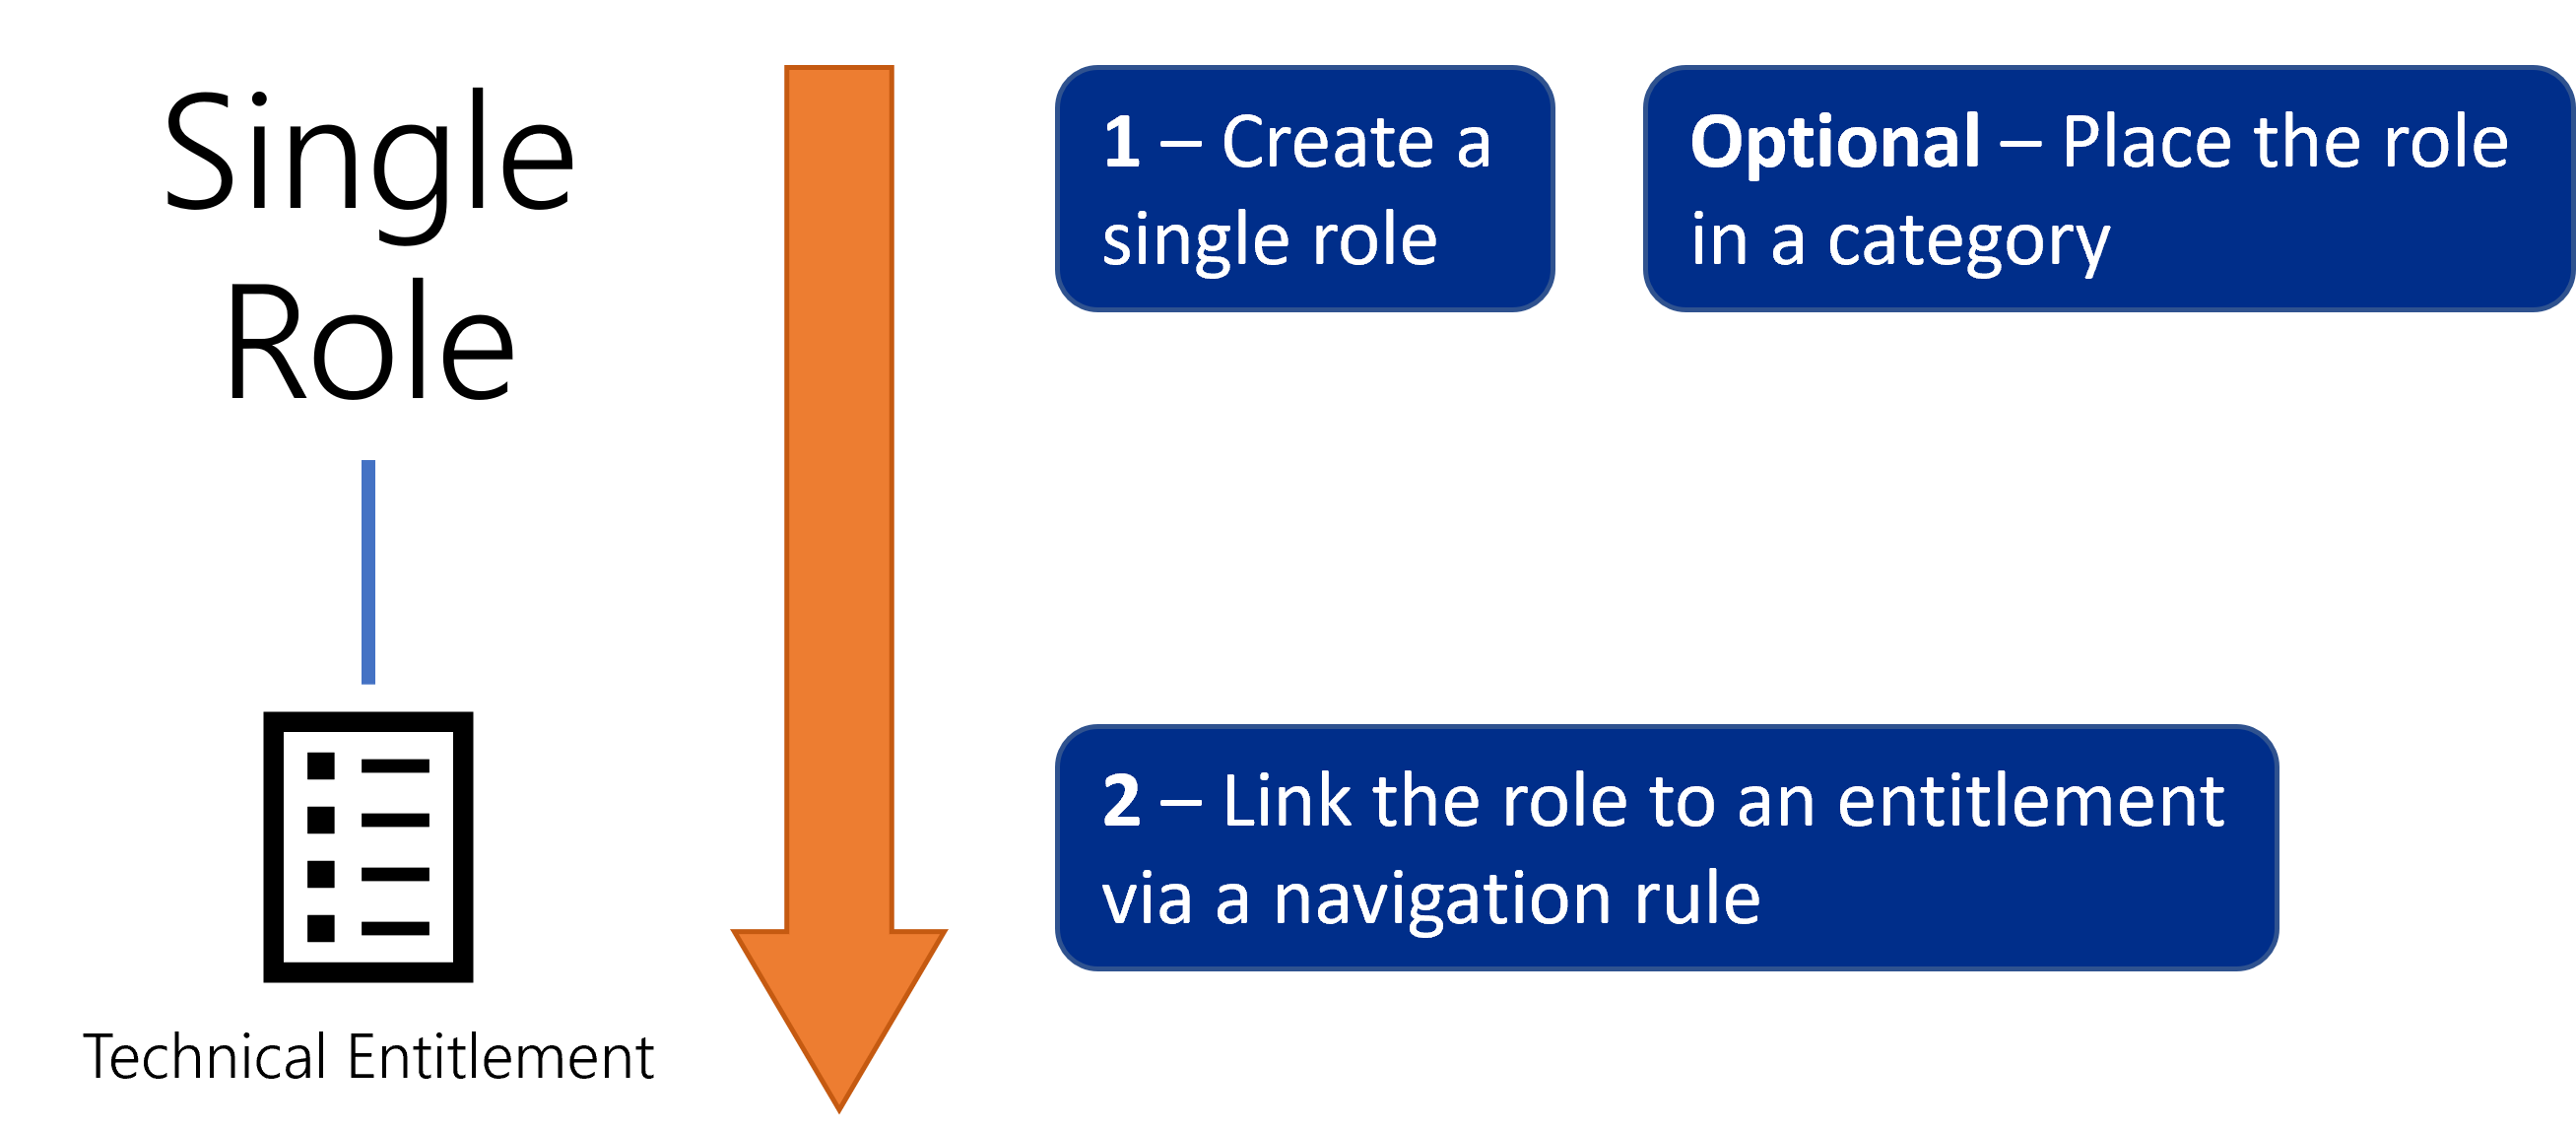 Single
Role
Technical Entitlement
1 – Create a
single role
Optional – Place the role
in a category
2 – Link the role to an entitlement
via a navigation rule